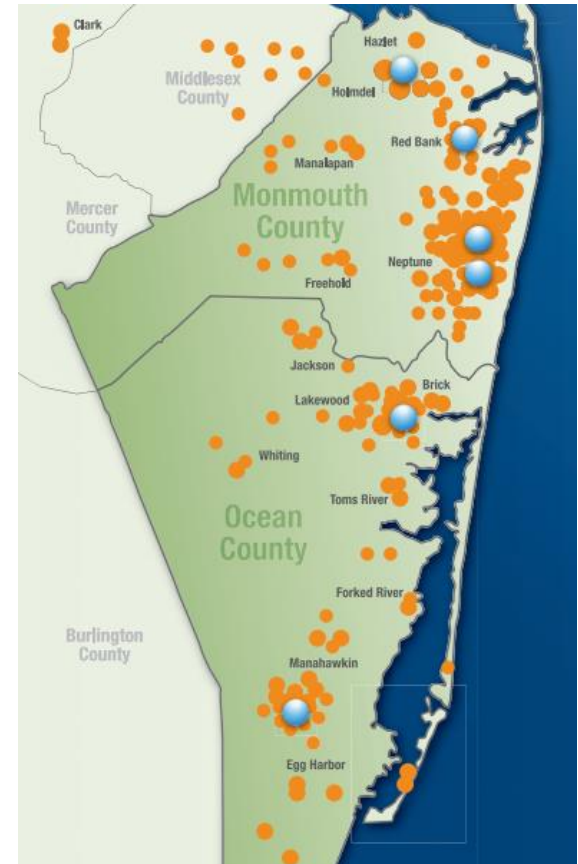 Clark
Hazlet
Middlesex
County
Holmdel
Red Bank
Manalapan
Monmouth
County
Mercer
County
Neptune
Freehold
Jackson
Brick
Lakewood
Whiting
Toms River
Ocean
County
Forked River
Burlington
County
Manahawkin
Egg Harbor